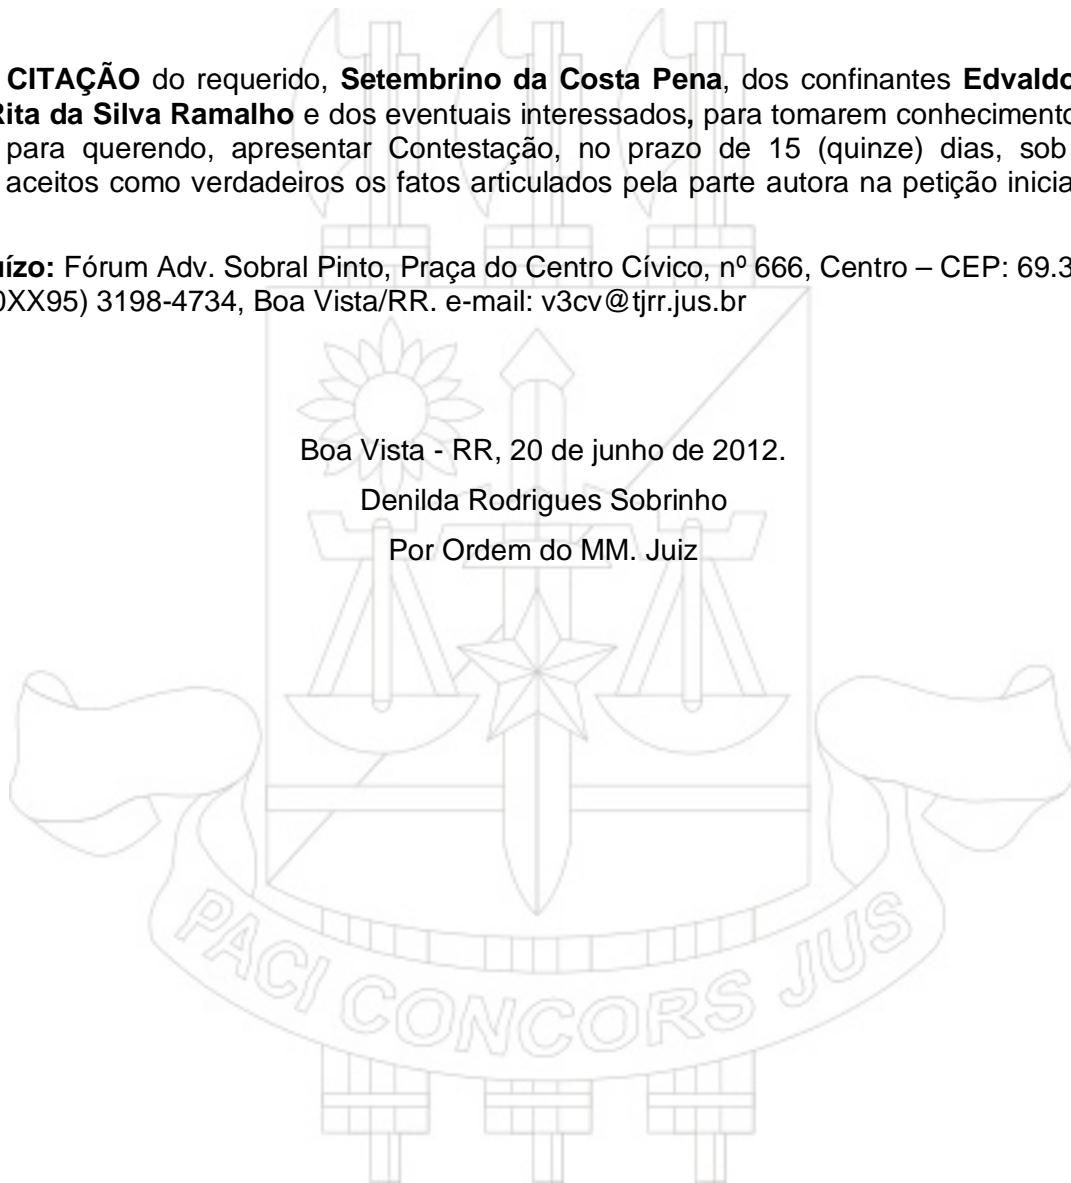 CITAÇÃO do requerido, Setembrino da Costa Pena, dos confinantes Edvaldo
Rita da Silva Ramalho e dos eventuais interessados, para tomarem conhecimento
para querendo, apresentar Contestação, no prazo de 15 (quinze) dias, sob
aceitos como verdadeiros os fatos articulados pela parte autora na petição inicia
uízo: Fórum Adv. Sobral Pinto, Praça do Centro Cívico, nº 666, Centro – CEP: 69.3
0XX95) 3198-4734, Boa Vista/RR. e-mail: v3cv@tjrr.jus.br
Boa Vista - RR, 20 de junho de 2012.
Denilda Rodrigues Sobrinho
Por Ordem do MM. Juiz
PACI CONCORS JUS